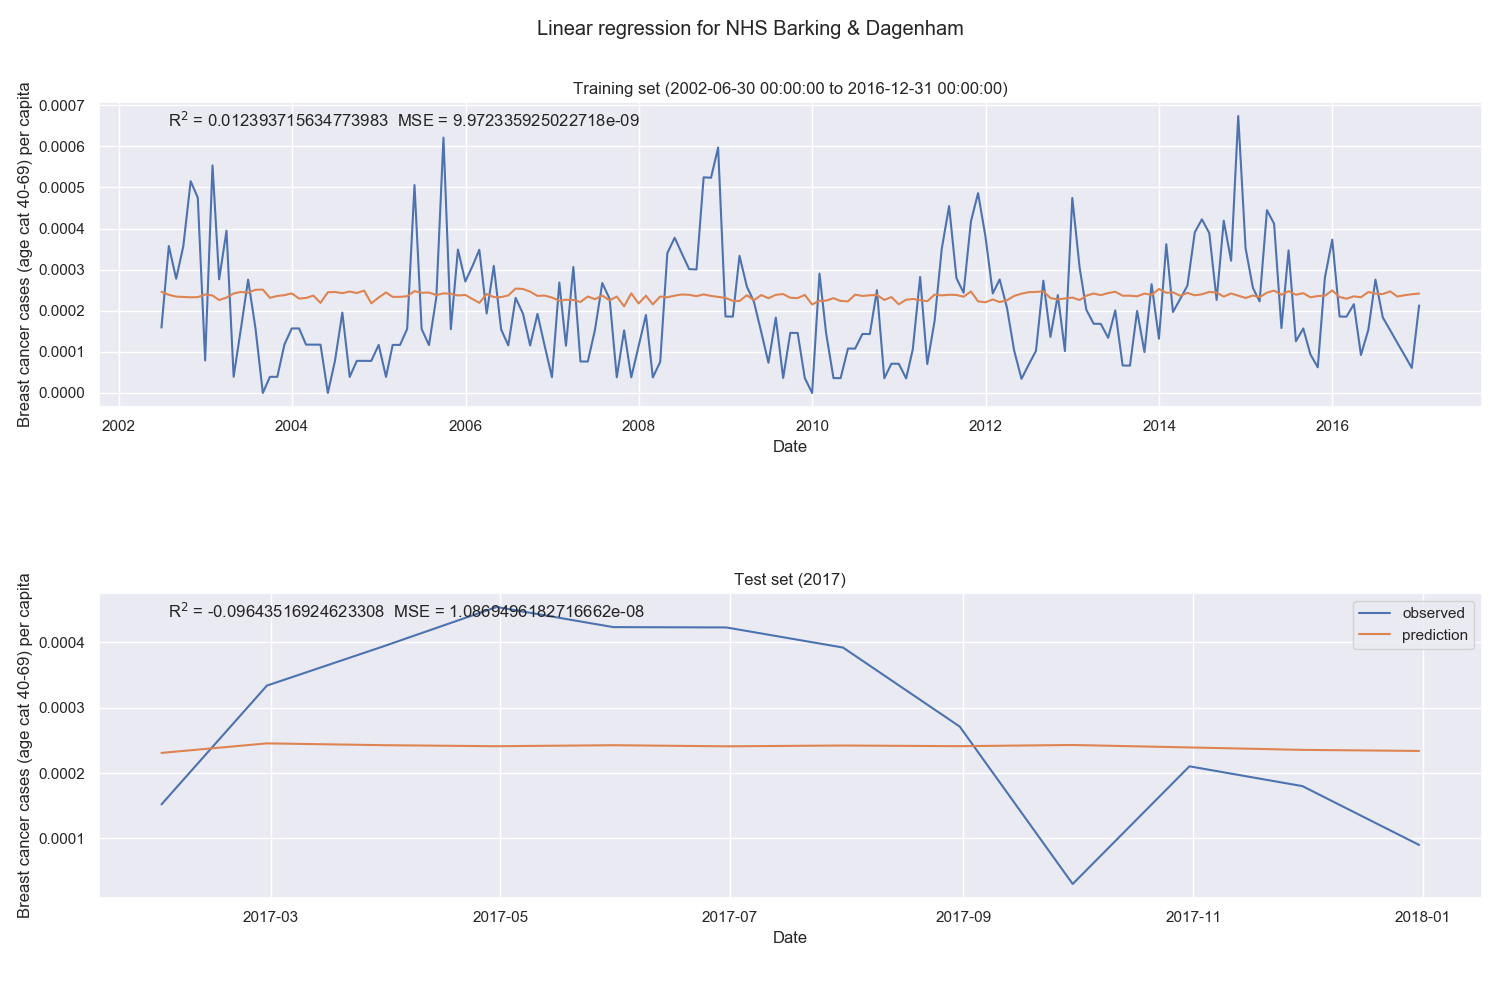 Linear regression for NHS Barking & Dagenham
Training set (2002-06-30 00:00:00 to 2016-12-31 00:00:00)
R² = 0.012393715634773983 MSE = 9.972335925022718e-09
Breast cancer cases (age cat 40-69) per capita
0.0007
0.0006
0.0005
0.0004
0.0003
0.0002
0.0001
0.0000
2002 2004 2006 2008 2010 2012 2014 2016
Date
Test set (2017)
R² = -0.09643516924623308 MSE = 1.0869496182716662e-08
observed
prediction
Breast cancer cases (age cat 40-69) per capita
0.0004
0.0003
0.0002
0.0001
2017-03 2017-05 2017-07 2017-09 2017-11 2018-01
Date